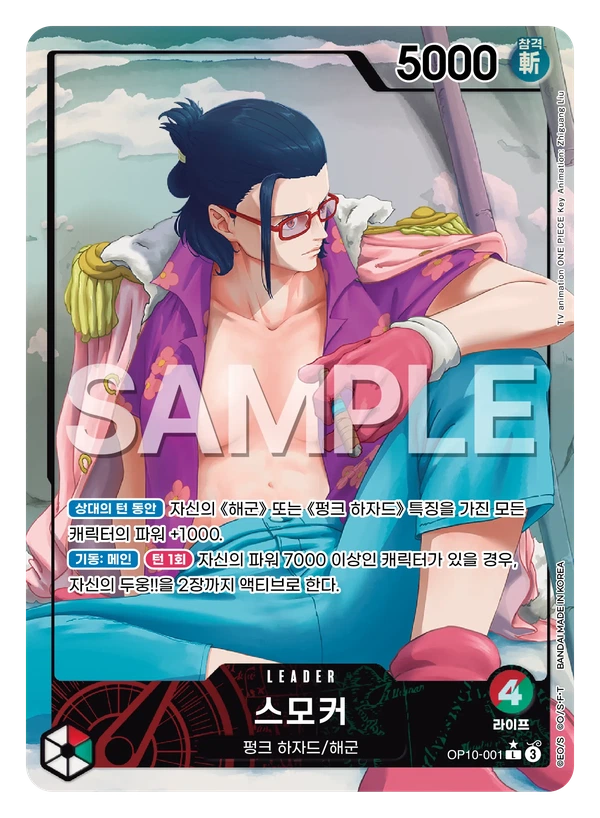 5000
참격
斬
TV animation ONE PIECE Key Animation: Zhiguang Liu
SAMPLE
상대의 턴 동안 자신의 《해군》 또는 《펑크 하자드》 특징을 가진 모든
캐릭터의 파워 +1000.
기동: 메인 턴 1회 자신의 파워 7000 이상인 캐릭터가 있을 경우,
자신의 두웅!!을 2장까지 액티브로 한다.
BANDAI MADE IN KOREA
©E.O/S ©O/S·F·T
LEADER
스모커
4
라이프
펑크 하자드/해군
OP10-001 L 3